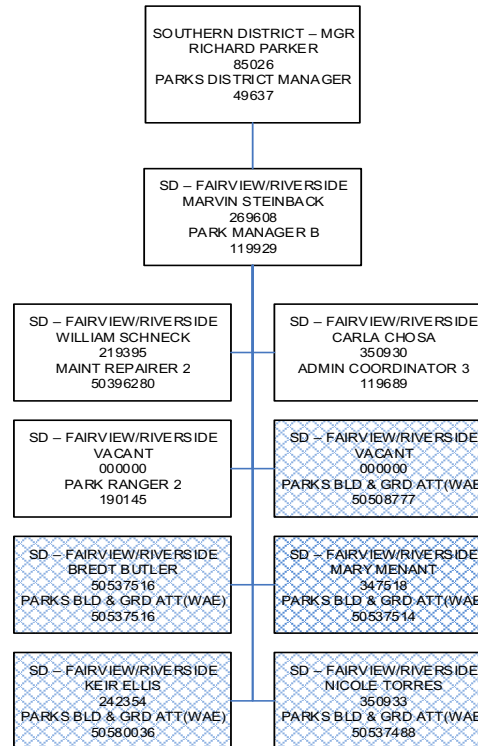 SOUTHERN DISTRICT – MGR
RICHARD PARKER
85026
PARKS DISTRICT MANAGER
49637
SD – FAIRVIEW/RIVERSIDE
MARVIN STEINBACK
269608
PARK MANAGER B
119929
SD – FAIRVIEW/RIVERSIDE
WILLIAM SCHNECK
219395
MAINT REPAIRER 2
50396280
SD – FAIRVIEW/RIVERSIDE
CARLA CHOSA
350930
ADMIN COORDINATOR 3
119689
SD – FAIRVIEW/RIVERSIDE
VACANT
000000
PARK RANGER 2
190145
SD – FAIRVIEW/RIVERSIDE
VACANT
000000
PARKS BLD & GRD ATT(WAE)
50508777
SD – FAIRVIEW/RIVERSIDE
BREDT BUTLER
50537516
PARKS BLD & GRD ATT(WAE)
50537516
SD – FAIRVIEW/RIVERSIDE
MARY MENANT
347518
PARKS BLD & GRD ATT(WAE)
50537514
SD – FAIRVIEW/RIVERSIDE
KEIR ELLIS
242354
PARKS BLD & GRD ATT(WAE)
50580036
SD – FAIRVIEW/RIVERSIDE
NICOLE TORRES
350933
PARKS BLD & GRD ATT(WAE)
50537488